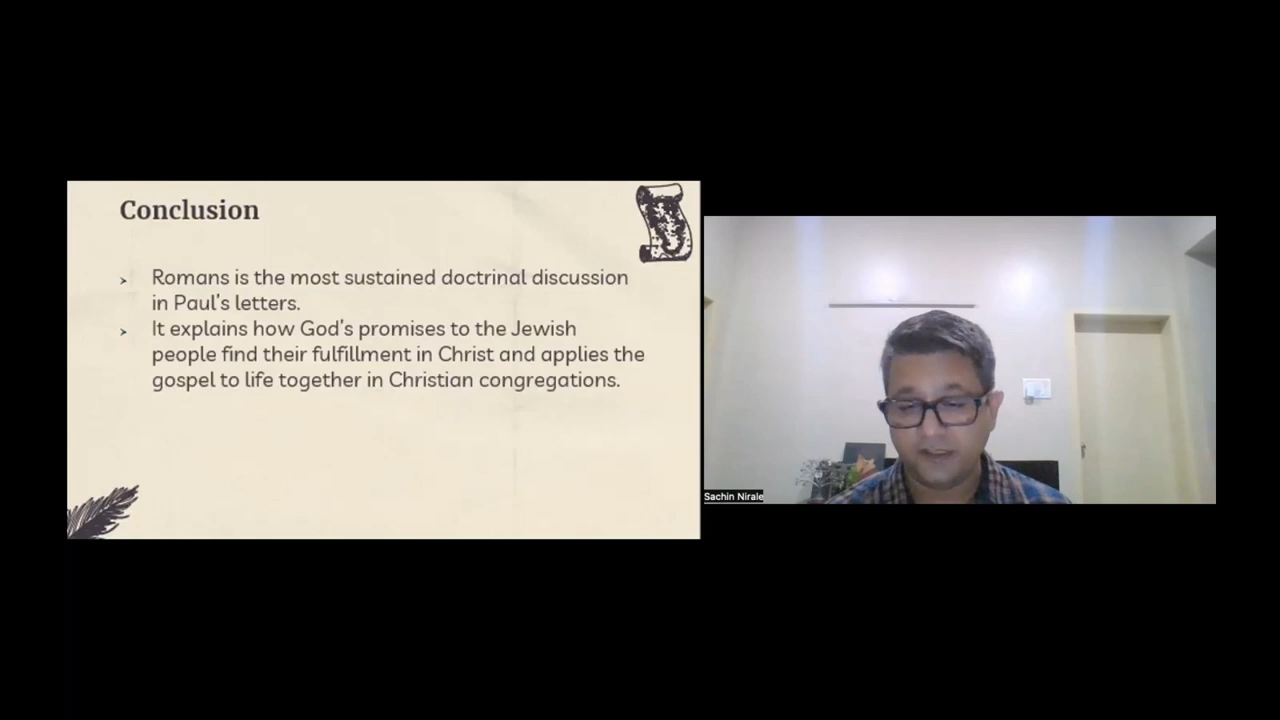 Conclusion
Romans is the most sustained doctrinal discussion
in Paul's letters.
It explains how God's promises to the Jewish
people find their fulfillment in Christ and applies the
gospel to life together in Christian congregations.
Sachin Nirale